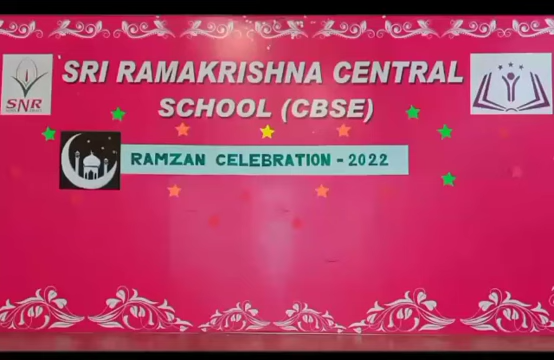 SRI RAMAKRISHNA CENTRAL
SCHOOL (CBSE)
SNR
RAMZAN CELEBRATION - 2022